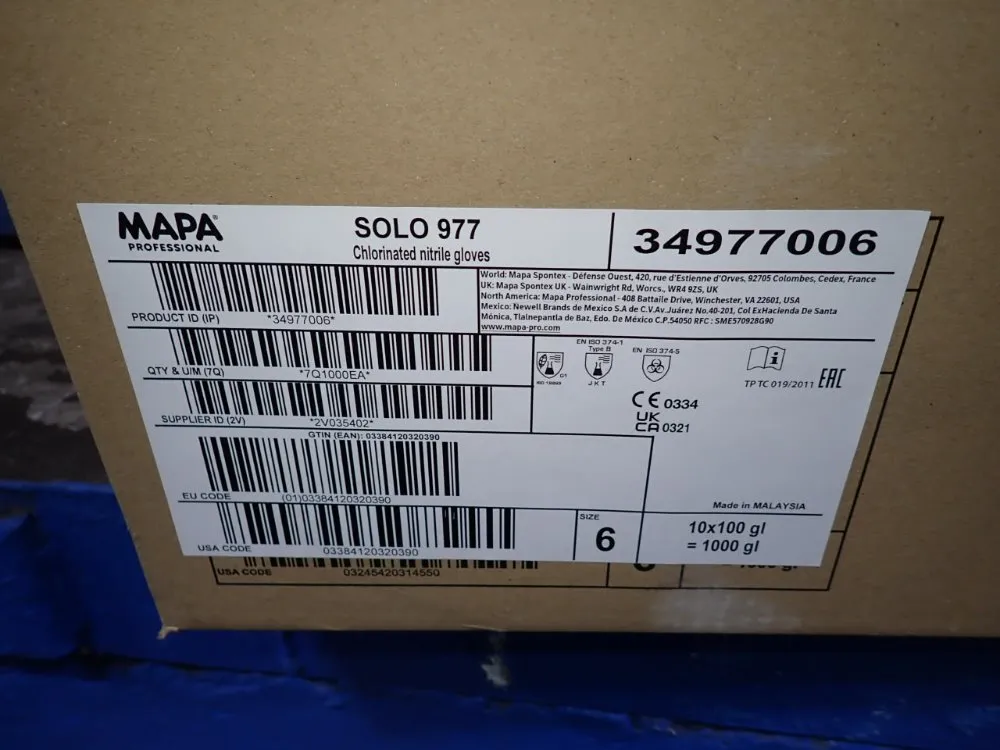 MAPA®
PROFESSIONAL
SOLO 977
Chlorinated nitrile gloves
34977006
PRODUCT ID (IP)
*34977006*
World: Mapa Spontex - Défense Ouest, 420, rue d'Estienne d'Orves, 92705 Colombes, Cedex, France
UK: Mapa Spontex UK - Wainwright Rd, Worcs., WR4 9ZS, UK
North America: Mapa Professional - 408 Battaile Drive, Winchester, VA 22601, USA
Mexico: Newell Brands de Mexico S.A de C.V.Av.Juárez No.40-201, Col ExHacienda De Santa
Mónica, Tlalnepantla de Baz, Edo. De México C.P.54050 RFC : SME570928G90
www.mapa-pro.com
QTY & U/M (7Q)
*7Q1000EA*
EN ISO 374-1
Type B
JKT
EN ISO 374-5
TP TC 019/2011 EAC
CE 0334
UK
CA 0321
SUPPLIER ID (2V)
*2V035402*
GTIN (EAN): 03384120320390
EU CODE
(01)03384120320390
Made in MALAYSIA
USA CODE
03384120320390
SIZE
6
10x100 gl
= 1000 gl
USA CODE
03245420314550